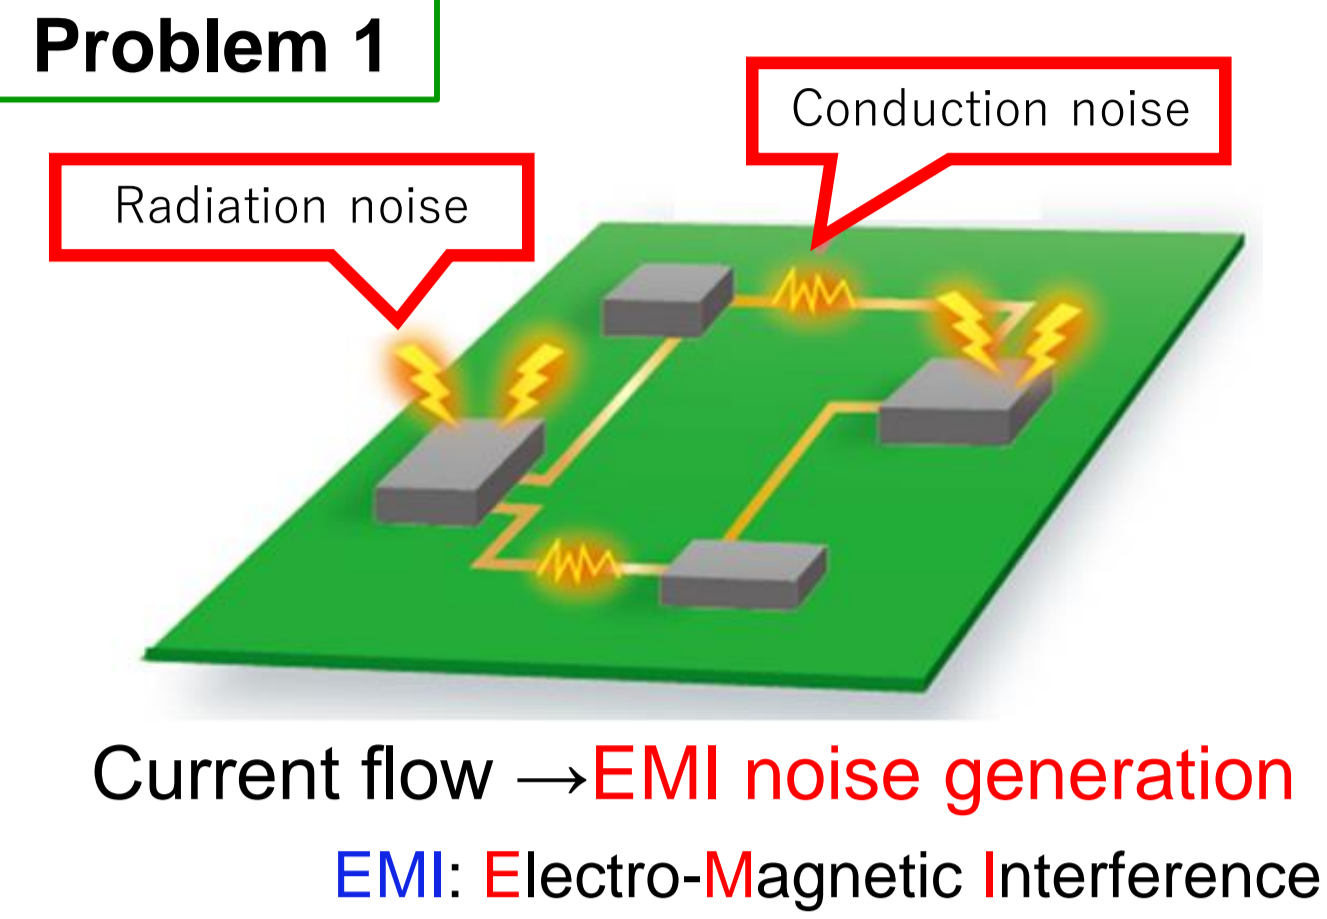 Problem 1
Conduction noise
Radiation noise
Current flow →EMI noise generation
EMI: Electro-Magnetic Interference